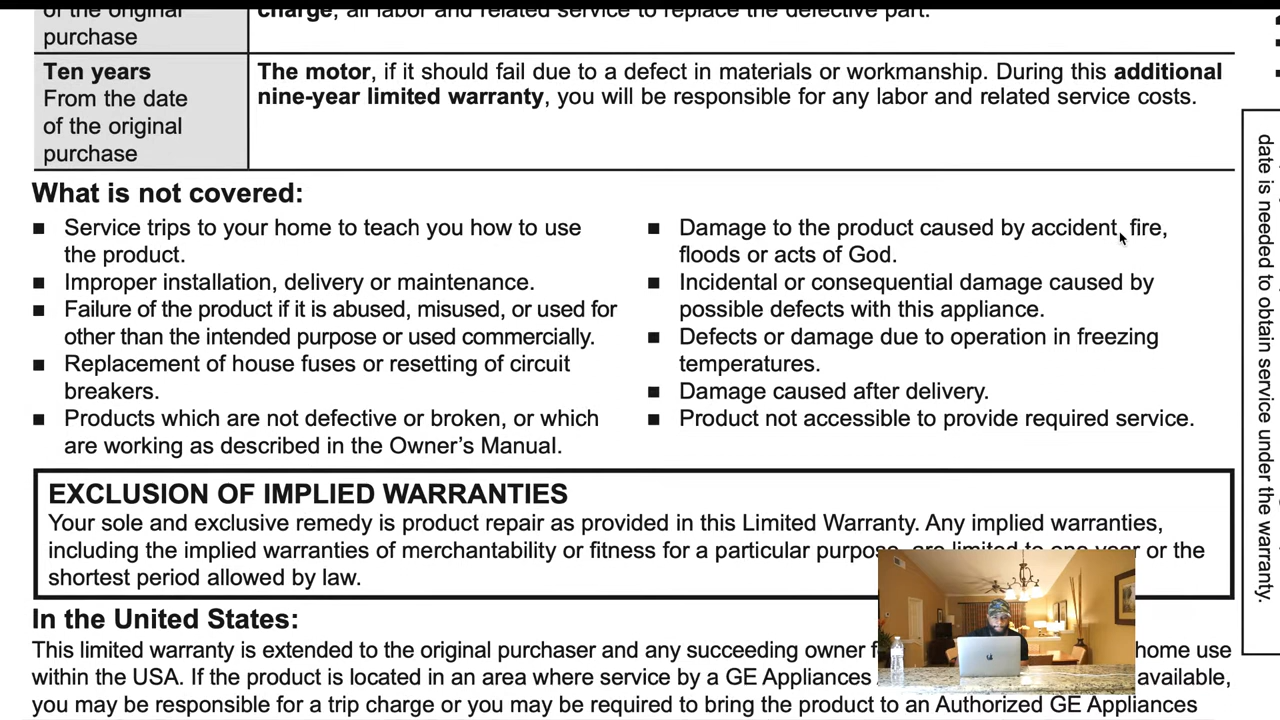 of the original
purchase
charge, all labor and related service to replace the defective part.
Ten years
From the date
of the original
purchase
The motor, if it should fail due to a defect in materials or workmanship. During this additional
nine-year limited warranty, you will be responsible for any labor and related service costs.
What is not covered:
■ Service trips to your home to teach you how to use
the product.
■ Improper installation, delivery or maintenance.
■ Failure of the product if it is abused, misused, or used for
other than the intended purpose or used commercially.
■ Replacement of house fuses or resetting of circuit
breakers.
■ Products which are not defective or broken, or which
are working as described in the Owner's Manual.
■ Damage to the product caused by accident, fire,
floods or acts of God.
■ Incidental or consequential damage caused by
possible defects with this appliance.
■ Defects or damage due to operation in freezing
temperatures.
■ Damage caused after delivery.
■ Product not accessible to provide required service.
EXCLUSION OF IMPLIED WARRANTIES
Your sole and exclusive remedy is product repair as provided in this Limited Warranty. Any implied warranties,
including the implied warranties of merchantability or fitness for a particular purpose, are limited to one year or the
shortest period allowed by law.
In the United States:
This limited warranty is extended to the original purchaser and any succeeding owner home use
within the USA. If the product is located in an area where service by a GE Appliances available,
you may be responsible for a trip charge or you may be required to bring the product to an Authorized GE Appliances
date is needed to obtain service under the warranty.